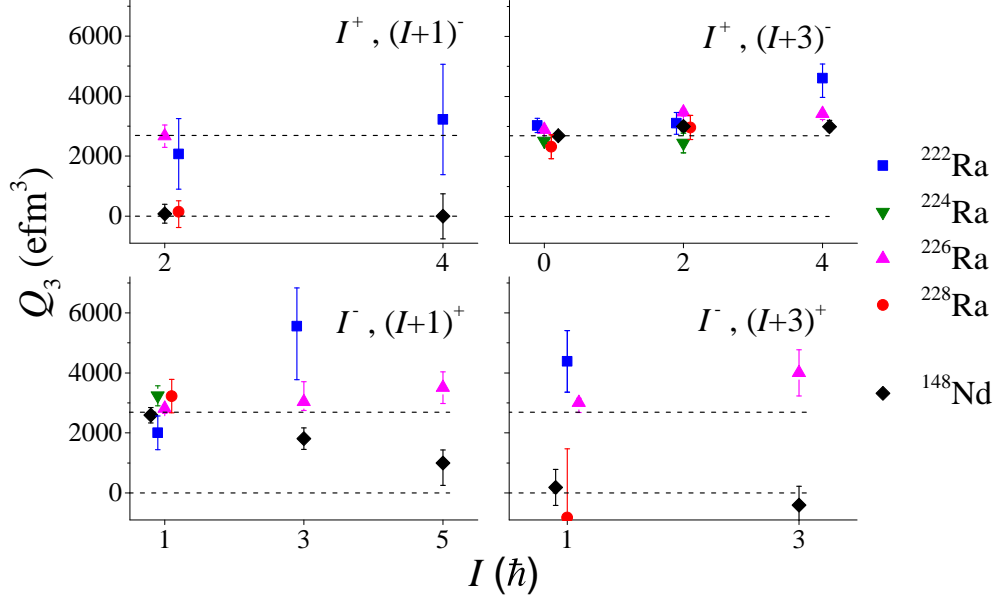 Q₃ (efm³)
6000
4000
2000
0
I⁺ , (I+1)⁻
2
4
I⁺ , (I+3)⁻
0
2
4
6000
4000
2000
0
I⁻ , (I+1)⁺
1
3
5
I⁻ , (I+3)⁺
1
3
I (ħ)
²²²Ra
²²⁴Ra
²²⁶Ra
²²⁸Ra
¹⁴⁸Nd